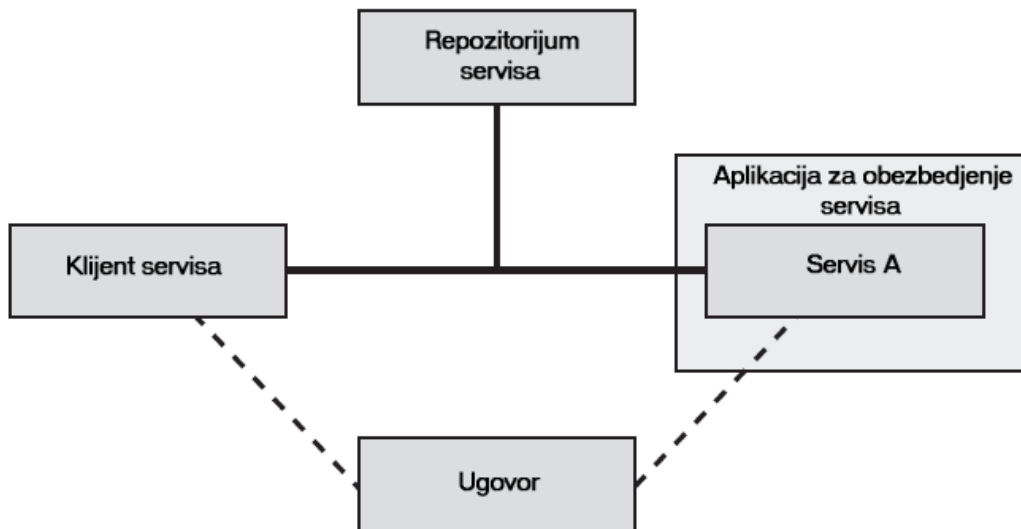 Repozitorijum
servisa
Aplikacija za obezbedjenje
servisa
Klijent servisa
Servis A
Ugovor